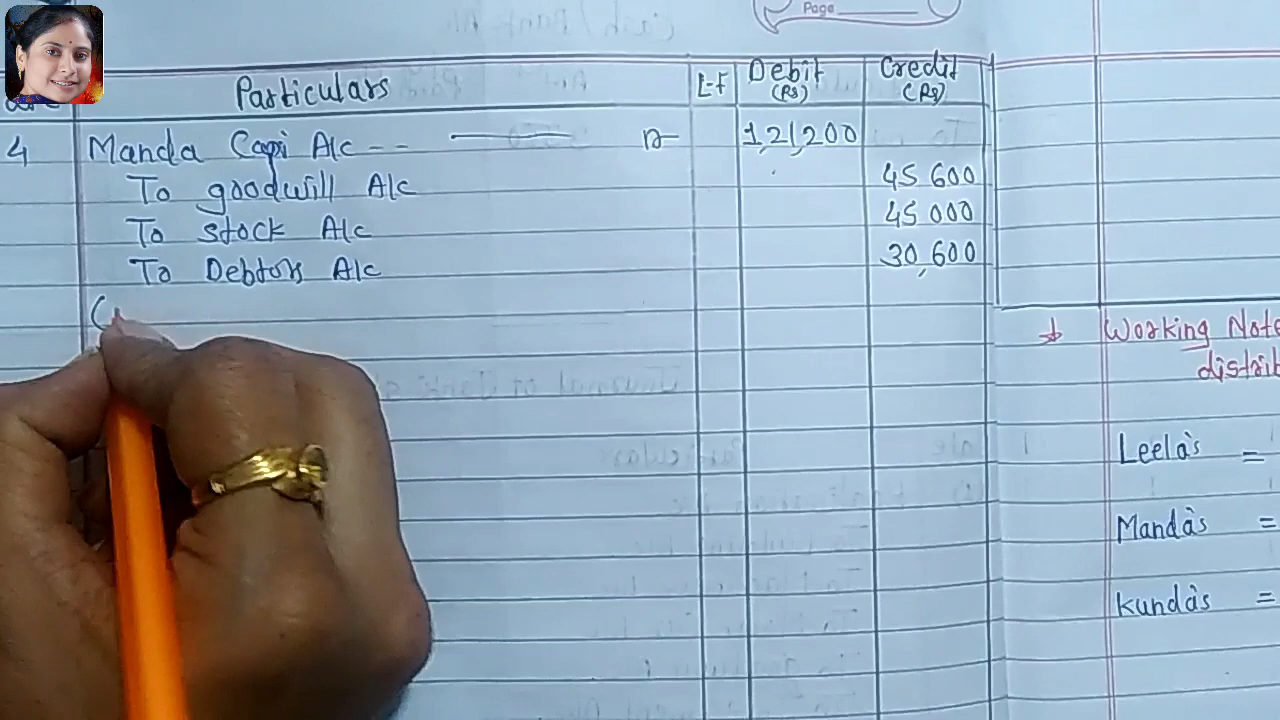 Page
Particulars L-F Debit (Rs) Credit (Rs)
4 Manda Capi A/c -- Dr 1,21,200
To goodwill A/c 45 600
To stock A/c 45 000
To Debtors A/c 30,600
(
Working Note
distrib
Leela's =
Manda's =
Kunda's =